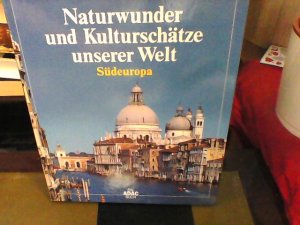 Naturwunder
und Kulturschätze
unserer Welt
Südeuropa
ADAC